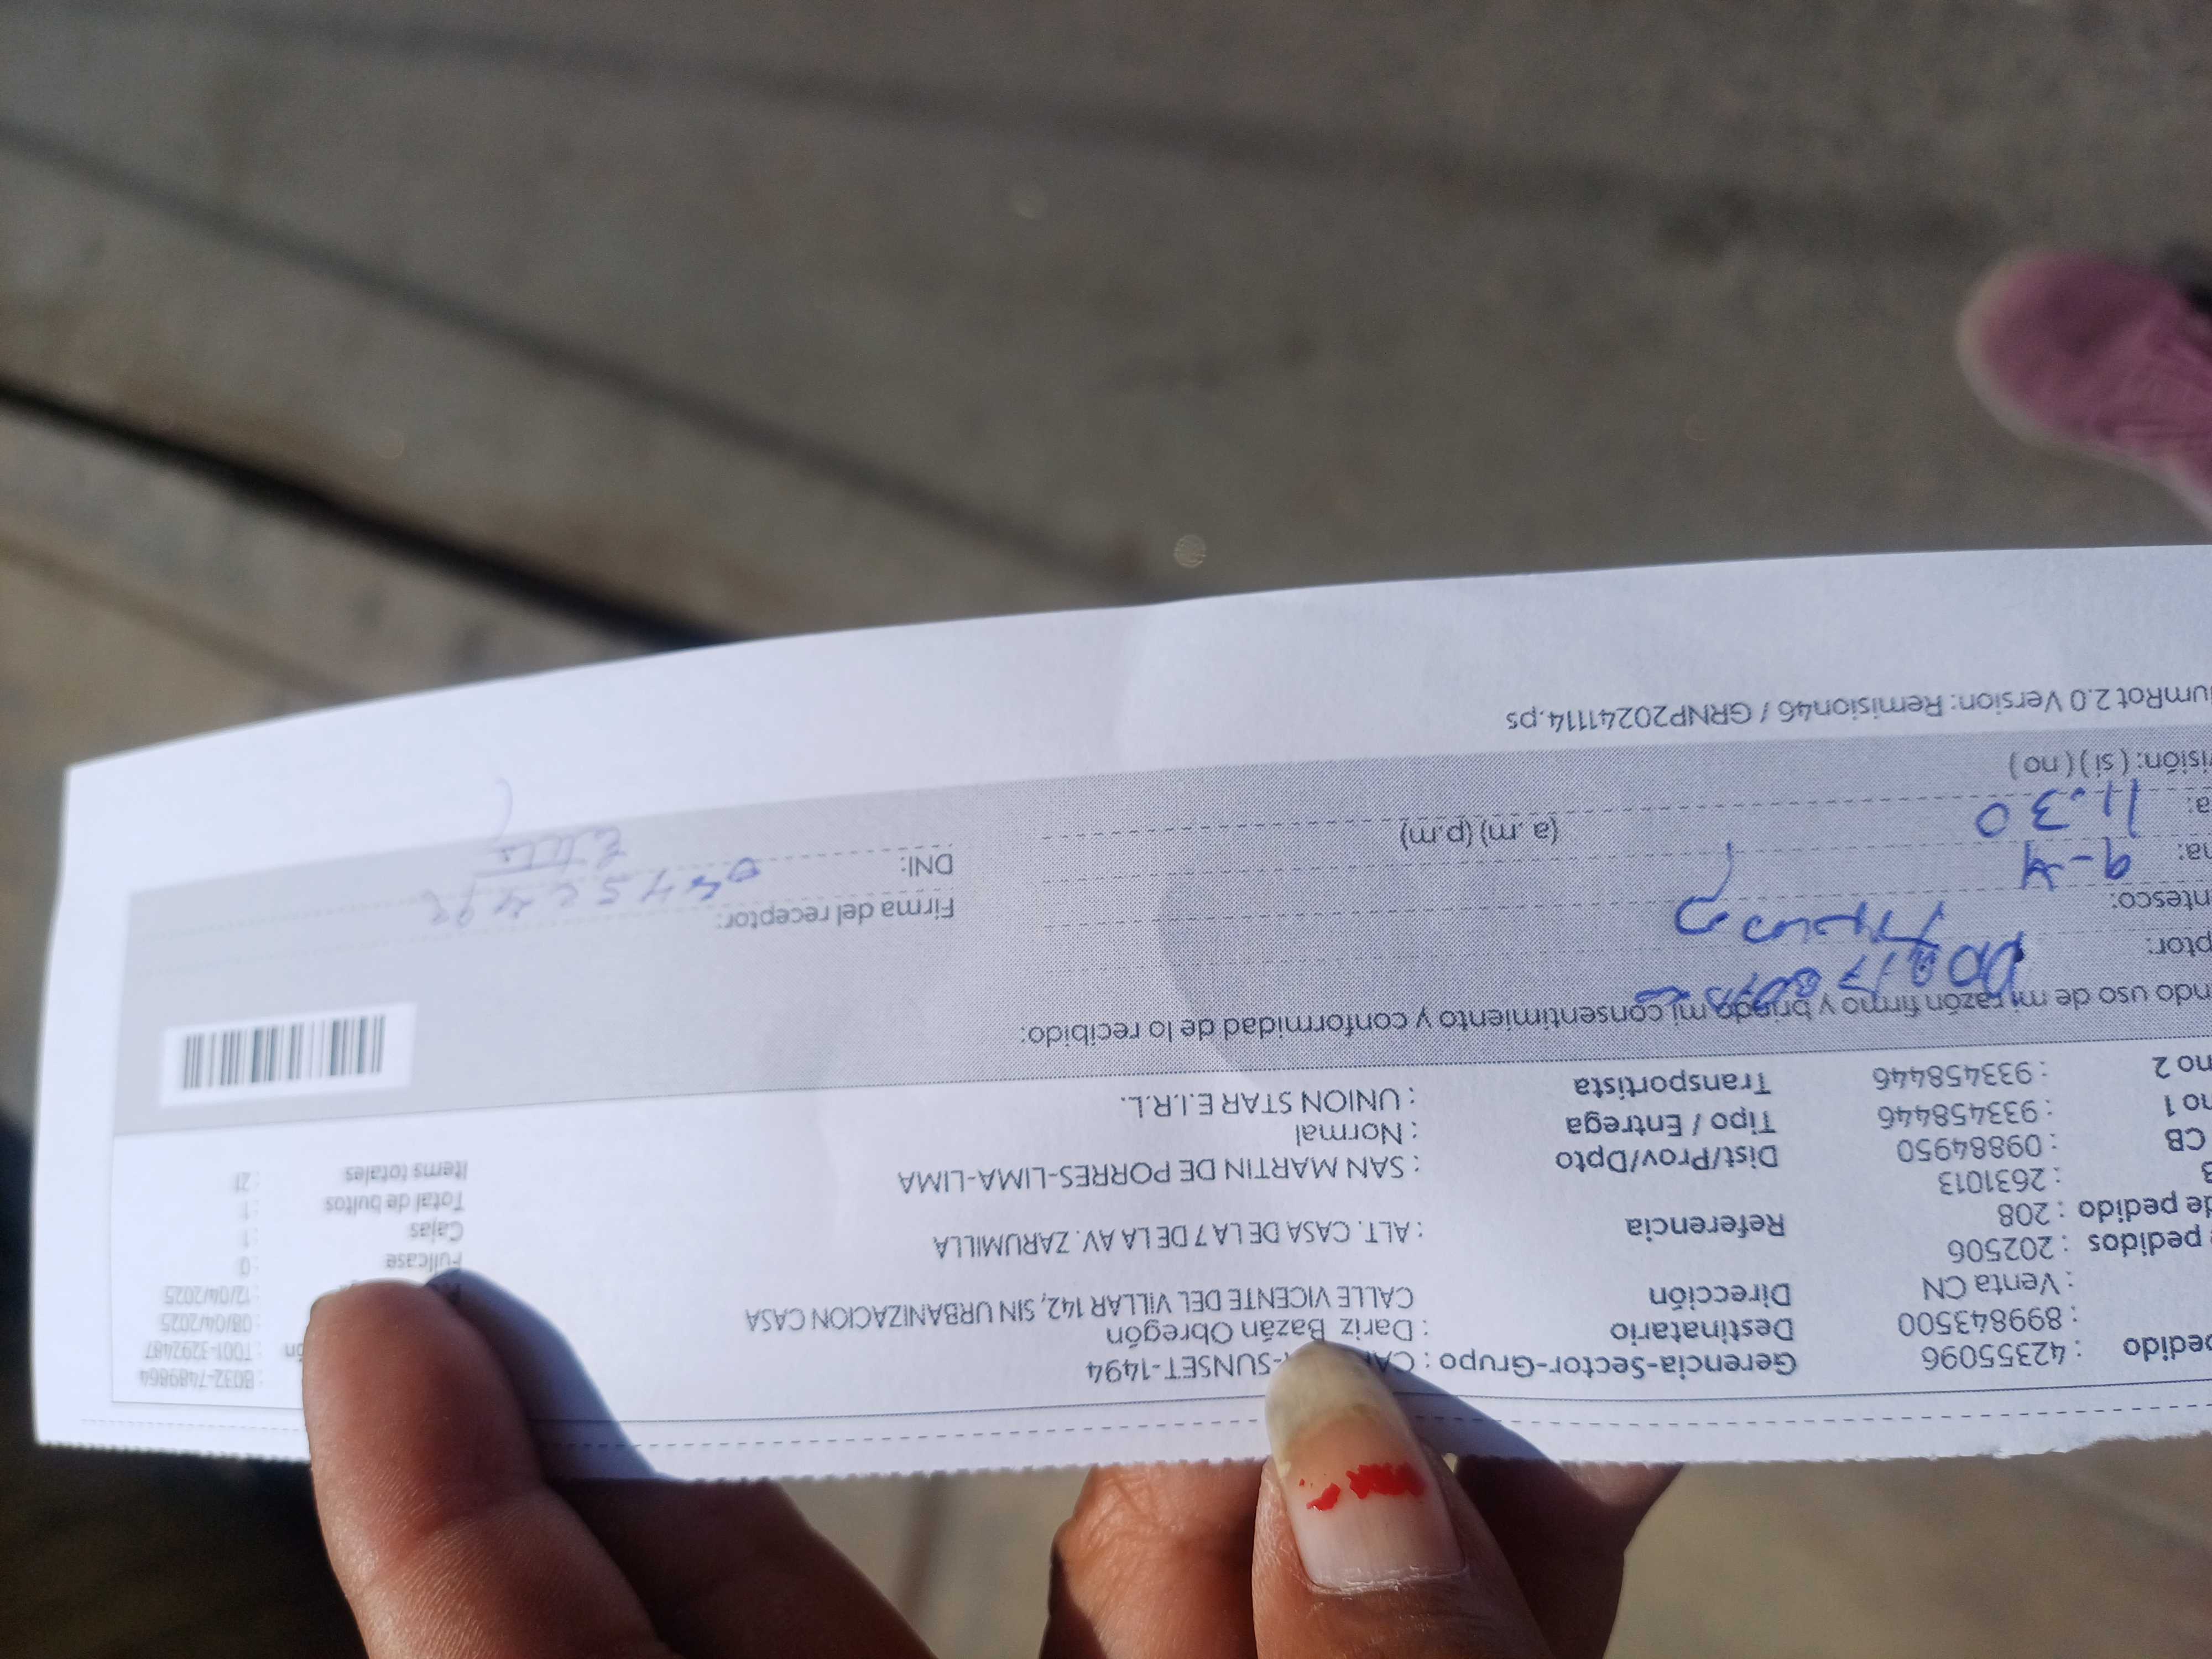 edido : 42355096 Gerencia-Sector-Grupo : CA -SUNSET-1494 : B032-7489864
: 899843500 Destinatario : Dariz Bazán Obregón ón : T001-3292487
: Venta CN Dirección CALLE VICENTE DEL VILLAR 142, SIN URBANIZACION CASA : 08/04/2025
pedidos : 202506 : 12/04/2025
de pedido : 208 Referencia : ALT. CASA DE LA 7 DE LA AV. ZARUMILLA Fullcase : 0
: 2631013 Cajas : 1
CB : 09884950 Dist/Prov/Dpto : SAN MARTIN DE PORRES-LIMA-LIMA Total de bultos : 1
no 1 : 933458446 Tipo / Entrega : Normal Items totales : 21
no 2 : 933458446 Transportista : UNION STAR E.I.R.L.
ndo uso de mi razón firmo y brindo mi consentimiento y conformidad de lo recibido:
ptor:
ntesco: Firma del receptor:
ha: 9-4 DNI:
a: 11.30 (a.m) (p.m)
visión: ( si ) ( no )
umRot 2.0 Version: Remision46 / GRNP20241114.ps